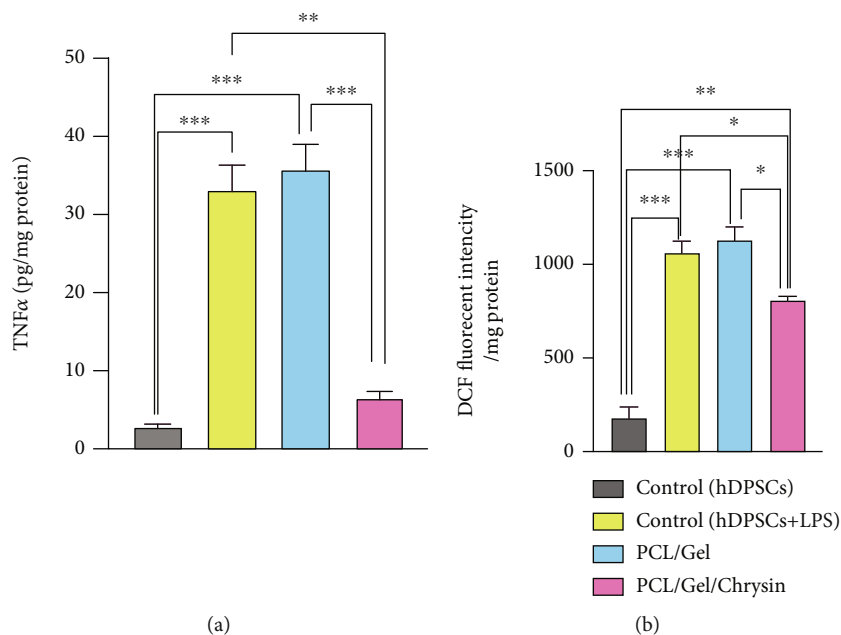 **
***
***
***
50
40
30
20
10
0
TNFα (pg/mg protein)
(a)
**
*
***
*
***
1500
1000
500
0
DCF fluorecent intencity
/mg protein
Control (hDPSCs)
Control (hDPSCs+LPS)
PCL/Gel
PCL/Gel/Chrysin
(b)